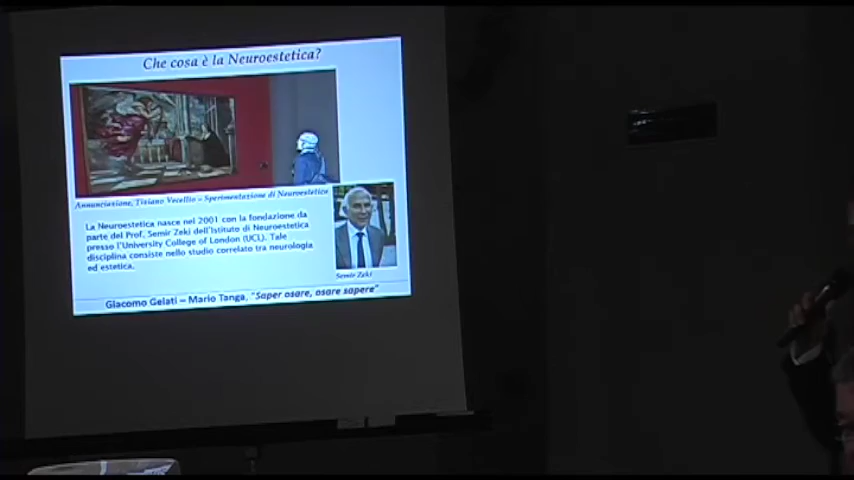 Che cosa è la Neuroestetica?
Annunciazione, Tiziano Vecellio – Sperimentazione di Neuroestetica
La Neuroestetica nasce nel 2001 con la fondazione da
parte del Prof. Semir Zeki dell'Istituto di Neuroestetica
presso l'University College of London (UCL). Tale
disciplina consiste nello studio correlato tra neurologia
ed estetica.
Semir Zeki
Giacomo Gelati – Mario Tanga, "Saper osare, osare sapere"